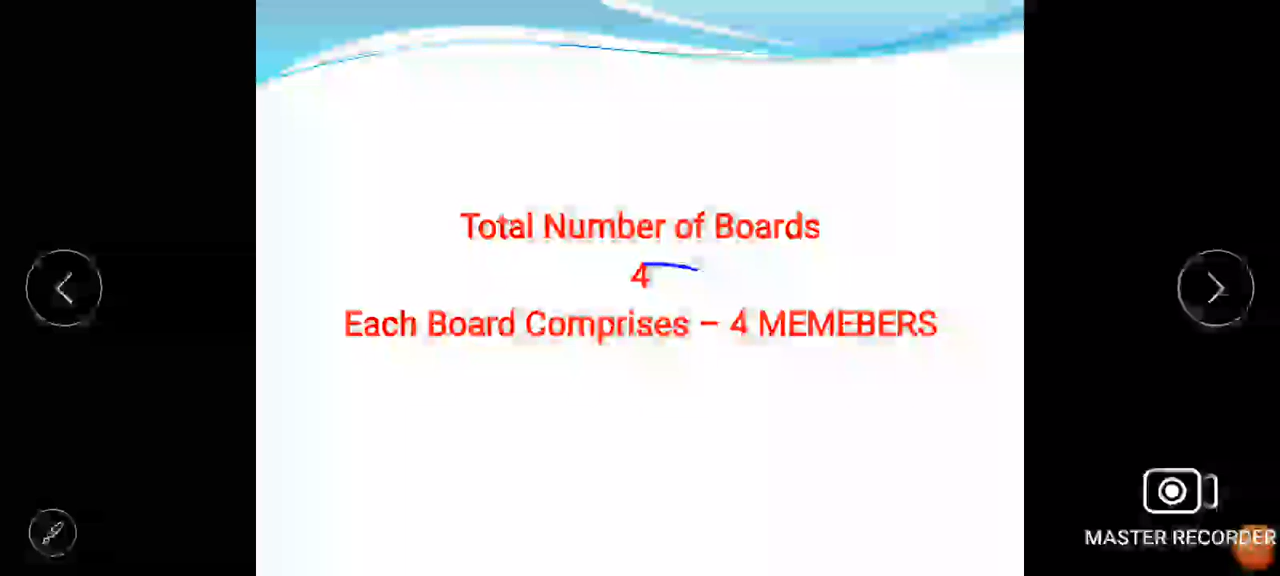 Total Number of Boards
4
Each Board Comprises – 4 MEMEBERS
MASTER RECORDER